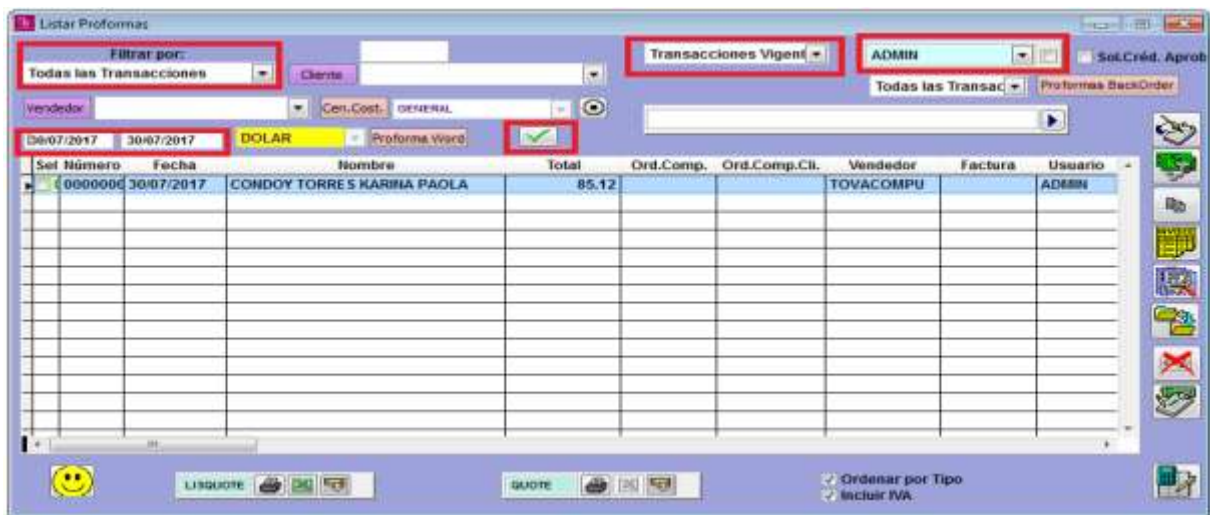 Listar Proformas
Filtrar por:
Todas las Transacciones
Cliente
Transacciones Vigent
ADMIN
Sol.Créd. Aprob
Todas las Transac
Proformas BackOrder
Vendedor
Cen.Cost.
GENERAL
30/07/2017
30/07/2017
DOLAR
Proforma Word
Sel Número Fecha Nombre Total Ord.Comp. Ord.Comp.Cli. Vendedor Factura Usuario
0000000 30/07/2017 CONDOY TORRES KARINA PAOLA 85.12 TOVACOMPU ADMIN
LISQUOTE
QUOTE
Ordenar por Tipo
Incluir IVA